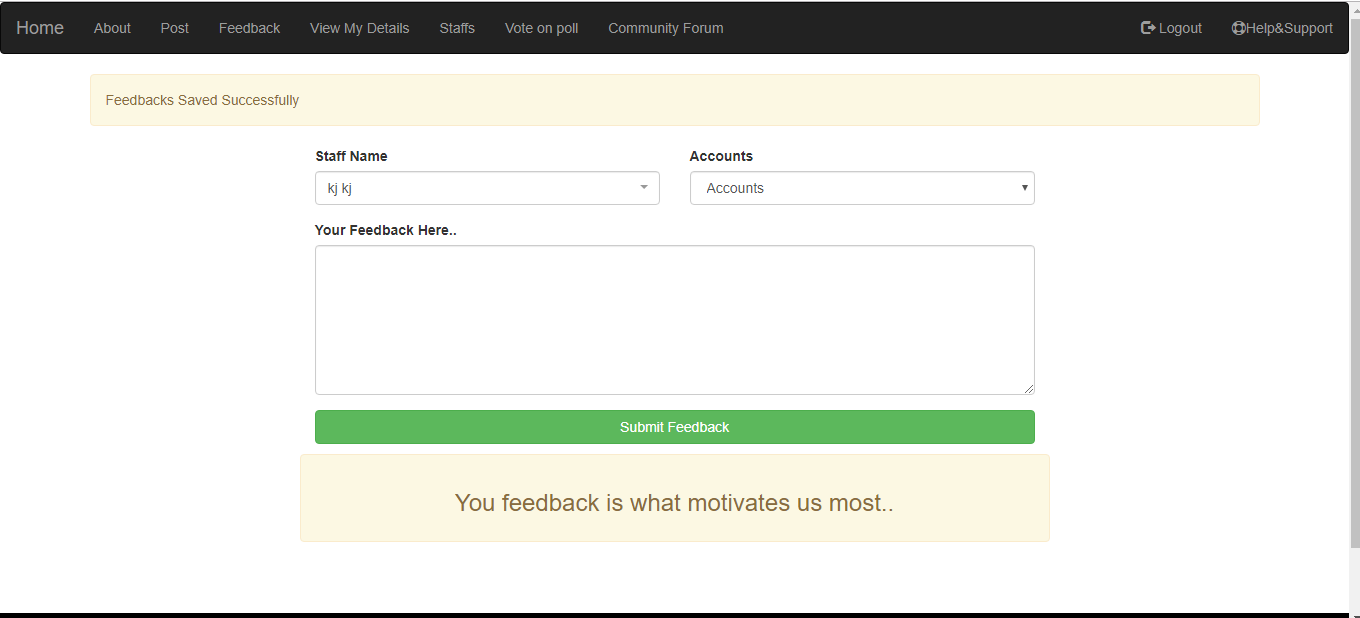 Home About Post Feedback View My Details Staffs Vote on poll Community Forum Logout Help&Support
Feedbacks Saved Successfully
Staff Name Accounts
kj kj Accounts
Your Feedback Here..
Submit Feedback
You feedback is what motivates us most..